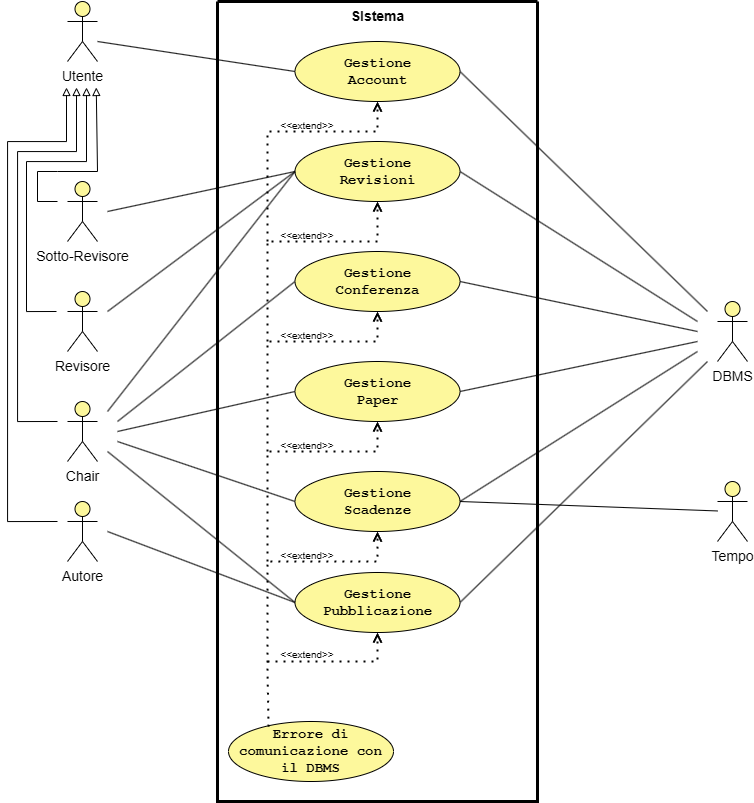 Sistema
Utente
Gestione
Account
<<extend>>
Gestione
Revisioni
Sotto-Revisore
<<extend>>
Gestione
Conferenza
Revisore
<<extend>>
DBMS
Gestione
Paper
Chair
<<extend>>
Gestione
Scadenze
Tempo
<<extend>>
Autore
Gestione
Pubblicazione
<<extend>>
Errore di
comunicazione con
il DBMS